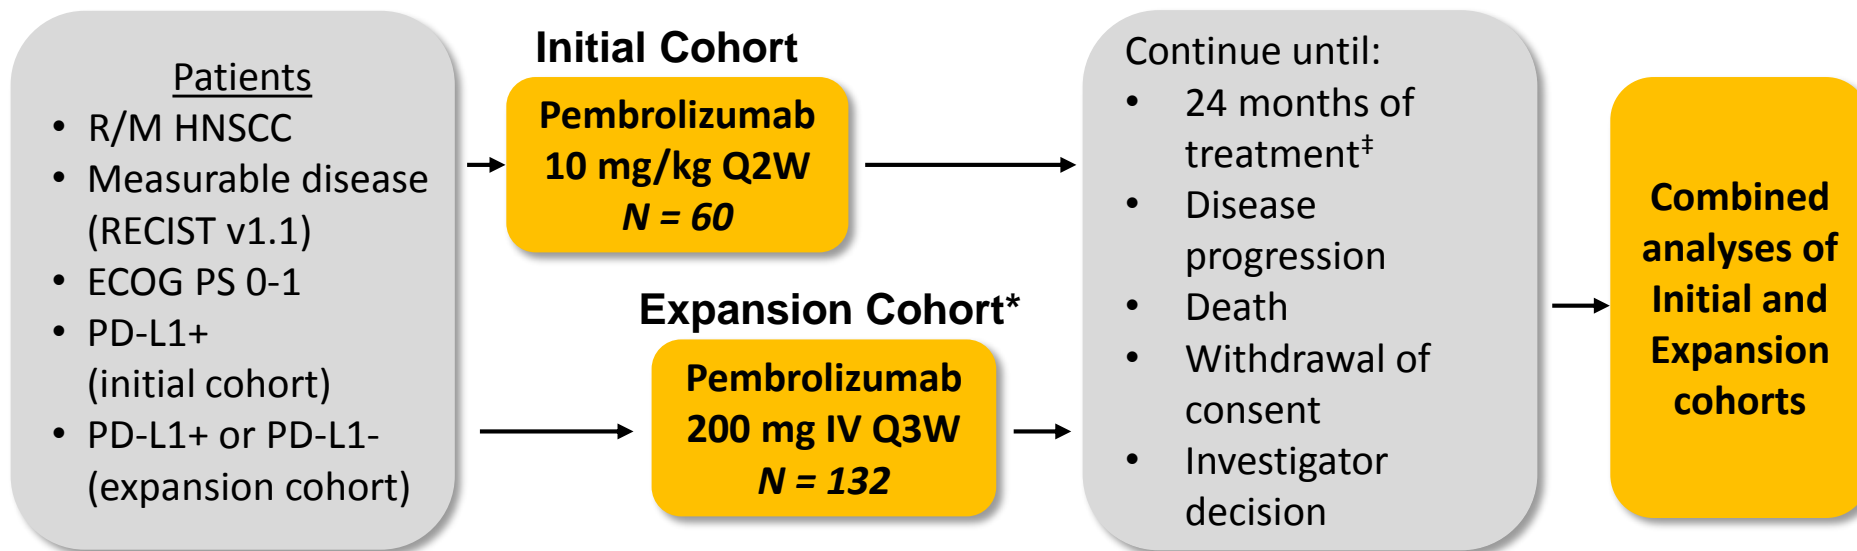 Patients
• R/M HNSCC
• Measurable disease
(RECIST v1.1)
• ECOG PS 0-1
• PD-L1+
(initial cohort)
• PD-L1+ or PD-L1-
(expansion cohort)
Initial Cohort
Pembrolizumab
10 mg/kg Q2W
N = 60
Expansion Cohort*
Pembrolizumab
200 mg IV Q3W
N = 132
Continue until:
• 24 months of
treatment‡
• Disease
progression
• Death
• Withdrawal of
consent
• Investigator
decision
Combined
analyses of
Initial and
Expansion
cohorts